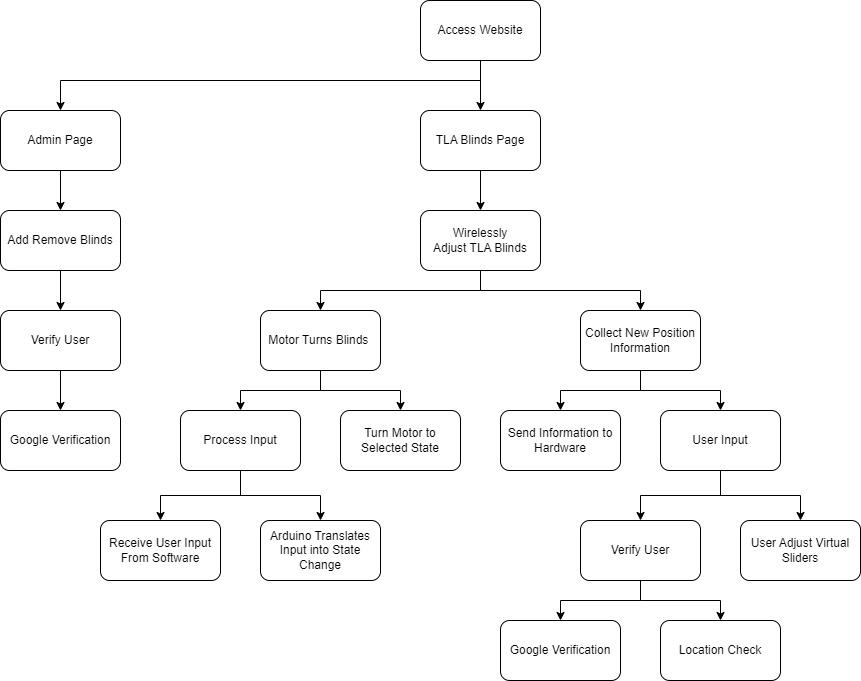 Access Website
Admin Page
TLA Blinds Page
Add Remove Blinds
Wirelessly
Adjust TLA Blinds
Verify User
Motor Turns Blinds
Collect New Position
Information
Google Verification
Process Input
Turn Motor to
Selected State
Send Information to
Hardware
User Input
Receive User Input
From Software
Arduino Translates
Input into State
Change
Verify User
User Adjust Virtual
Sliders
Google Verification
Location Check